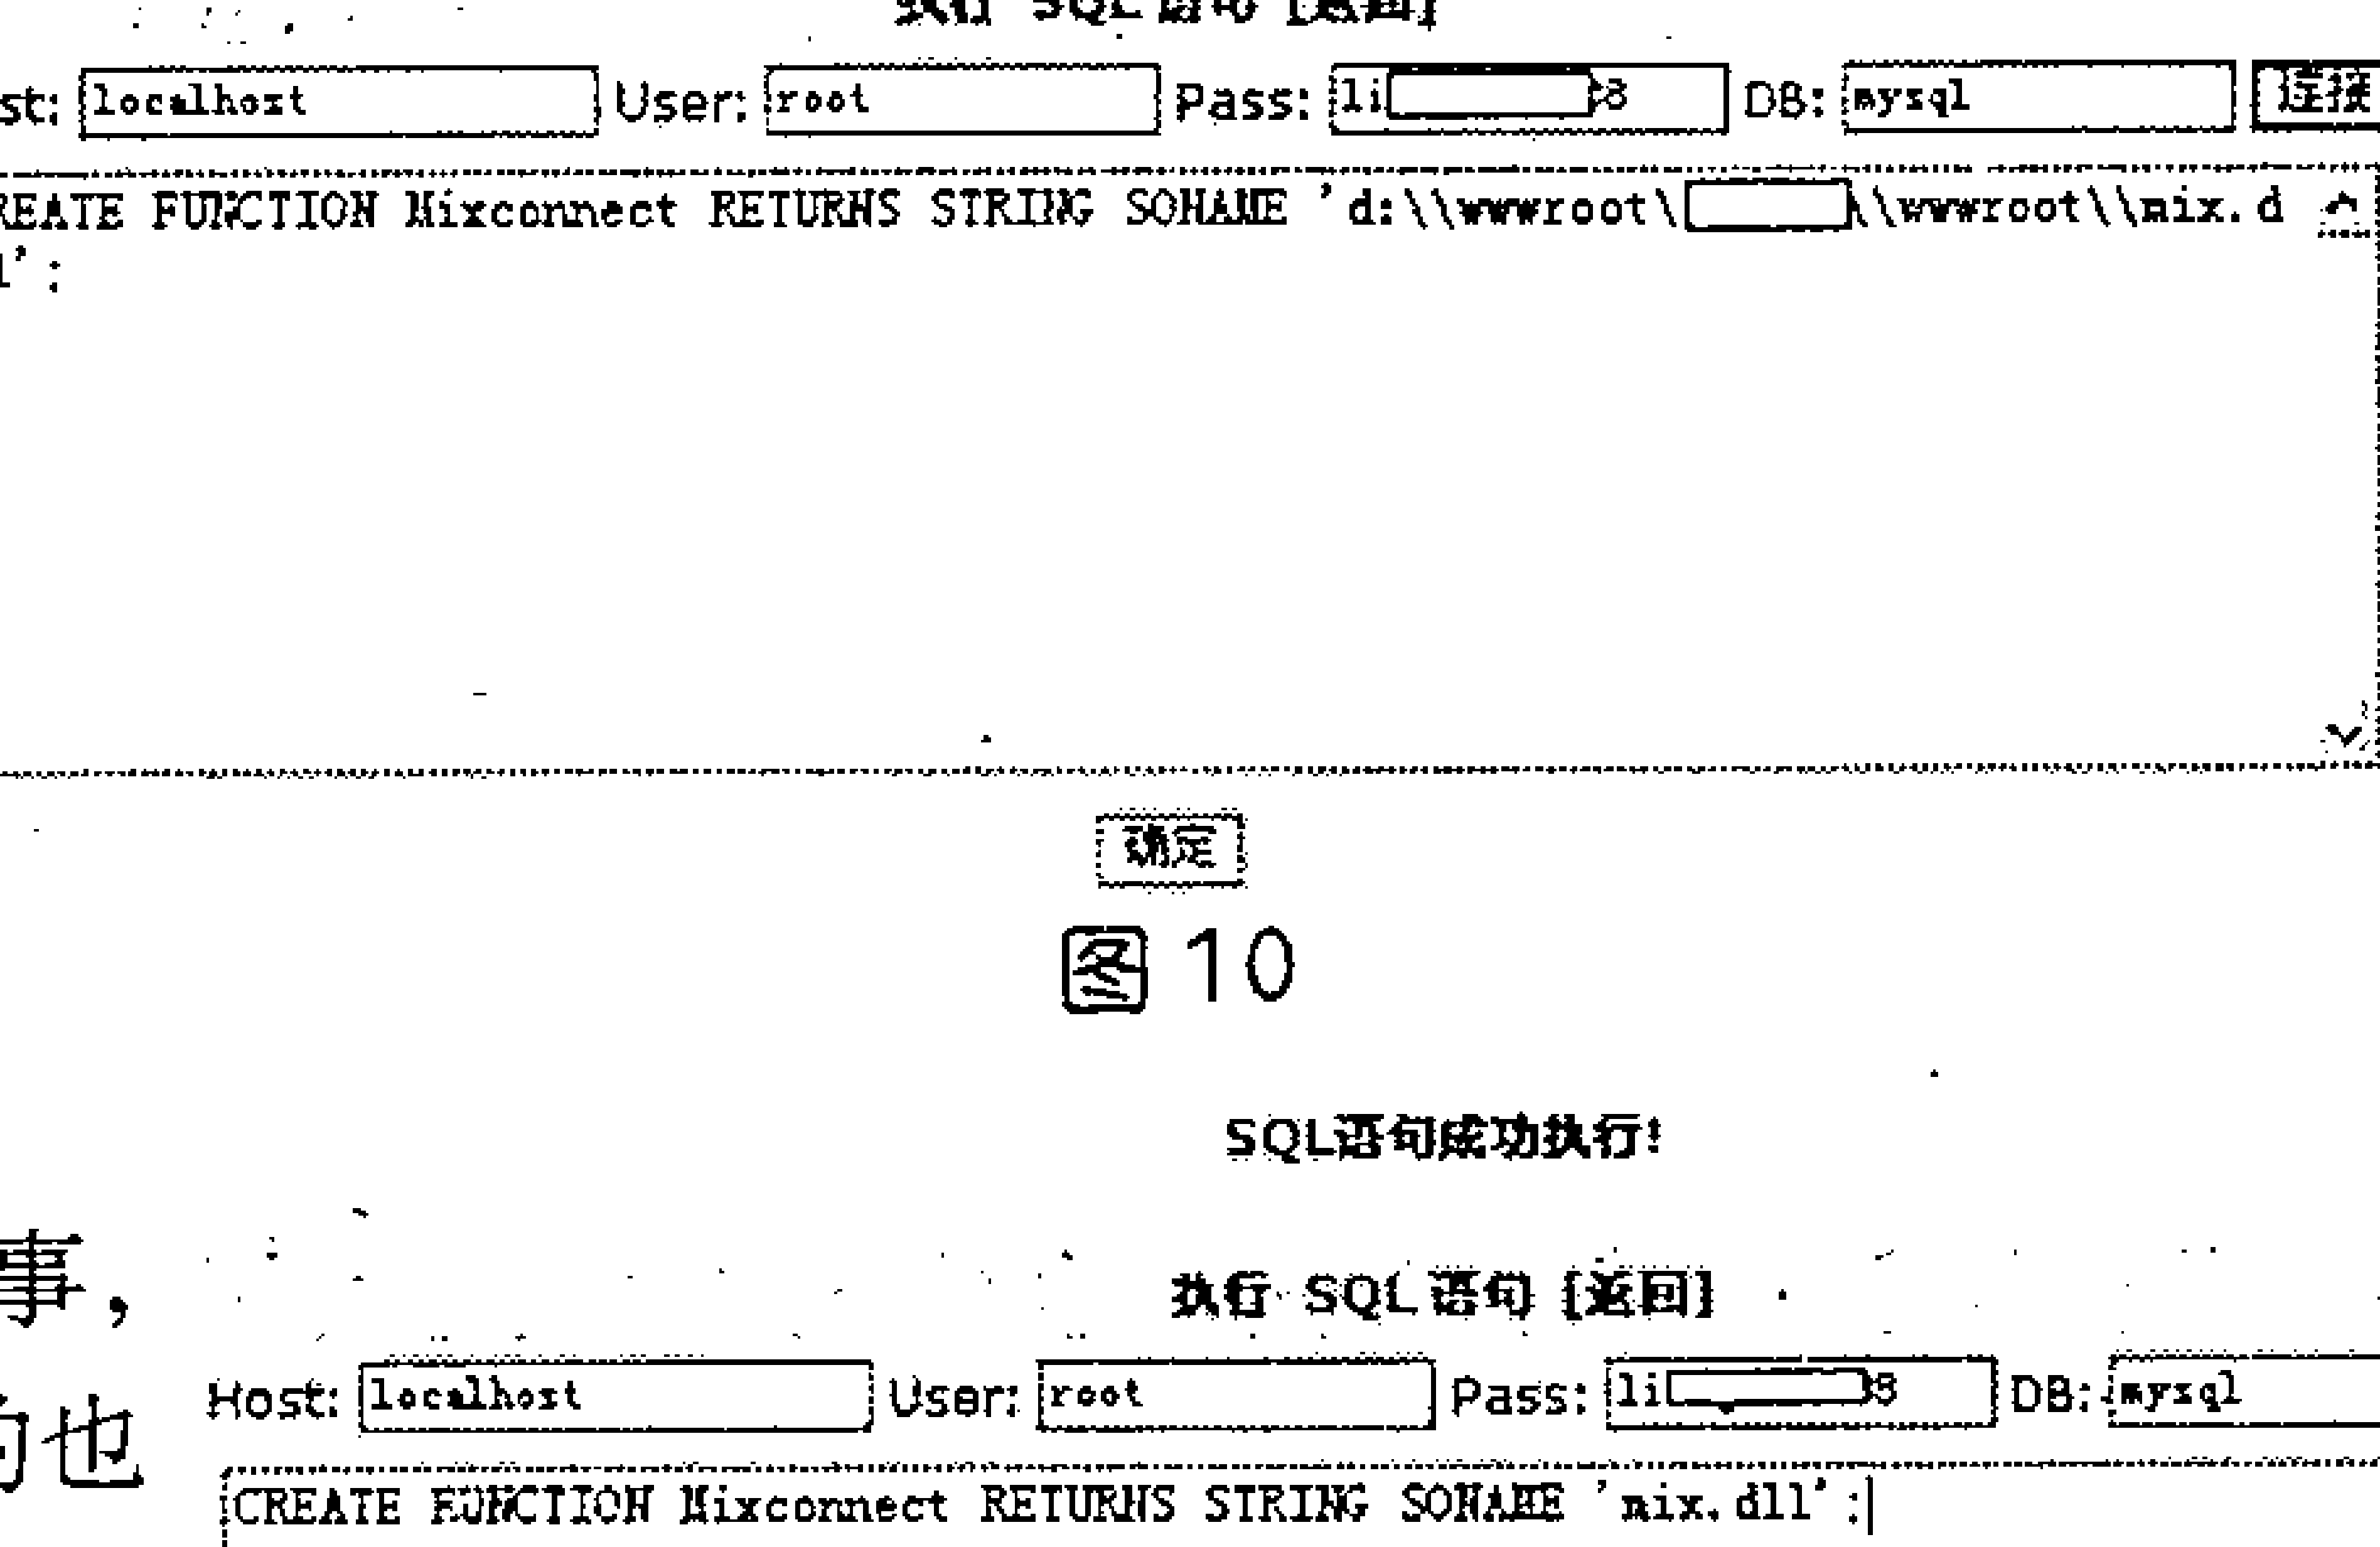 执行 SQL 语句 [返回]
st: localhost User: root Pass: li 8 DB: mysql 连接
REATE FUNCTION Mixconnect RETURNS STRING SONAME 'd:\\wwwroot\ \\wwwroot\\mix.d
l';
确定
图 10
SQL语句成功执行!
事,
执行 SQL 语句 [返回]
Host: localhost User: root Pass: li 8 DB: mysql
的也
CREATE FUNCTION Mixconnect RETURNS STRING SONAME 'mix.dll';